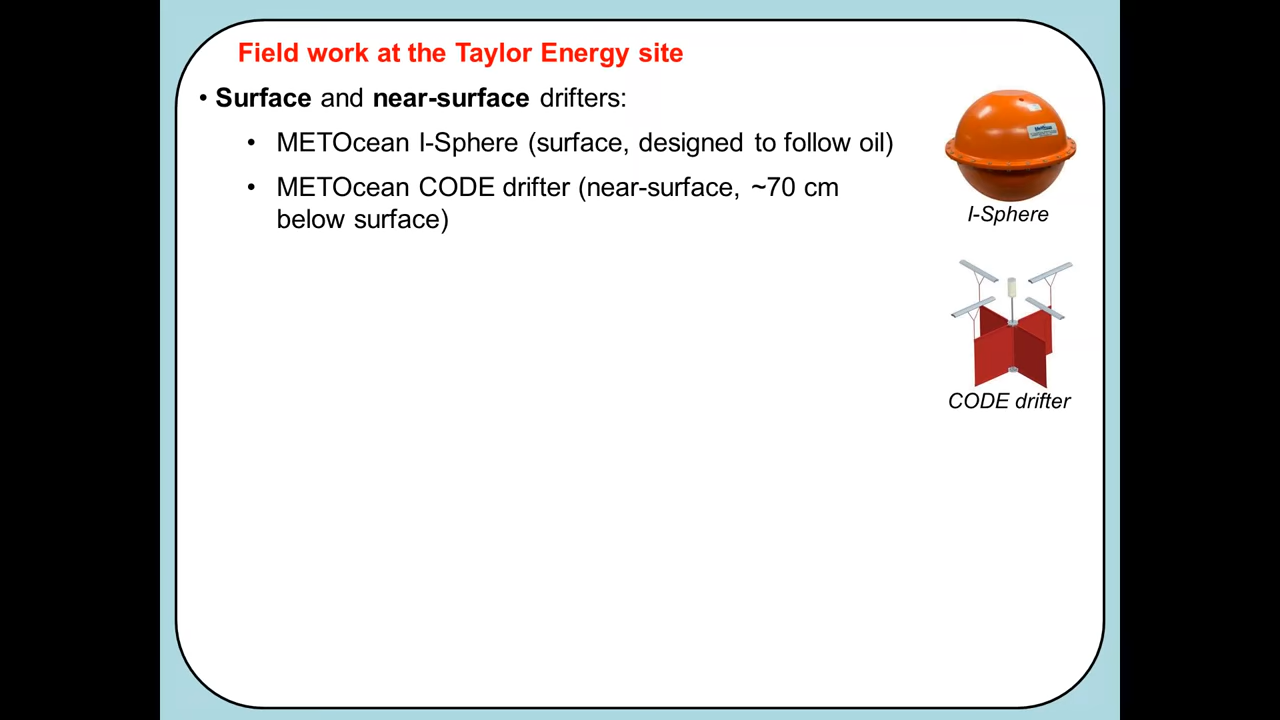 Field work at the Taylor Energy site
• Surface and near-surface drifters:
• METOcean I-Sphere (surface, designed to follow oil)
• METOcean CODE drifter (near-surface, ~70 cm
below surface)
I-Sphere
CODE drifter